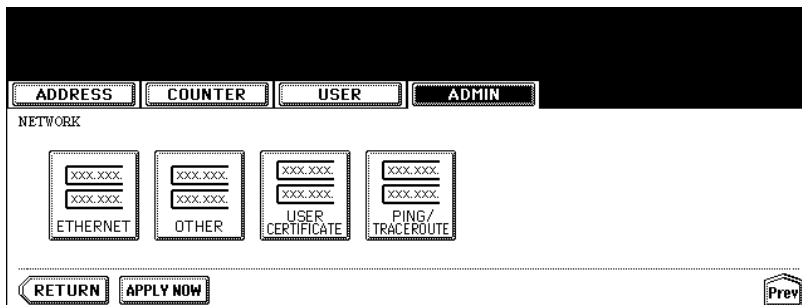 ADDRESS COUNTER USER ADMIN
NETWORK
XXX.XXX. XXX.XXX. XXX.XXX. XXX.XXX.
XXX.XXX. XXX.XXX. XXX.XXX. XXX.XXX.
ETHERNET OTHER USER CERTIFICATE PING/ TRACEROUTE
RETURN APPLY NOW Prev